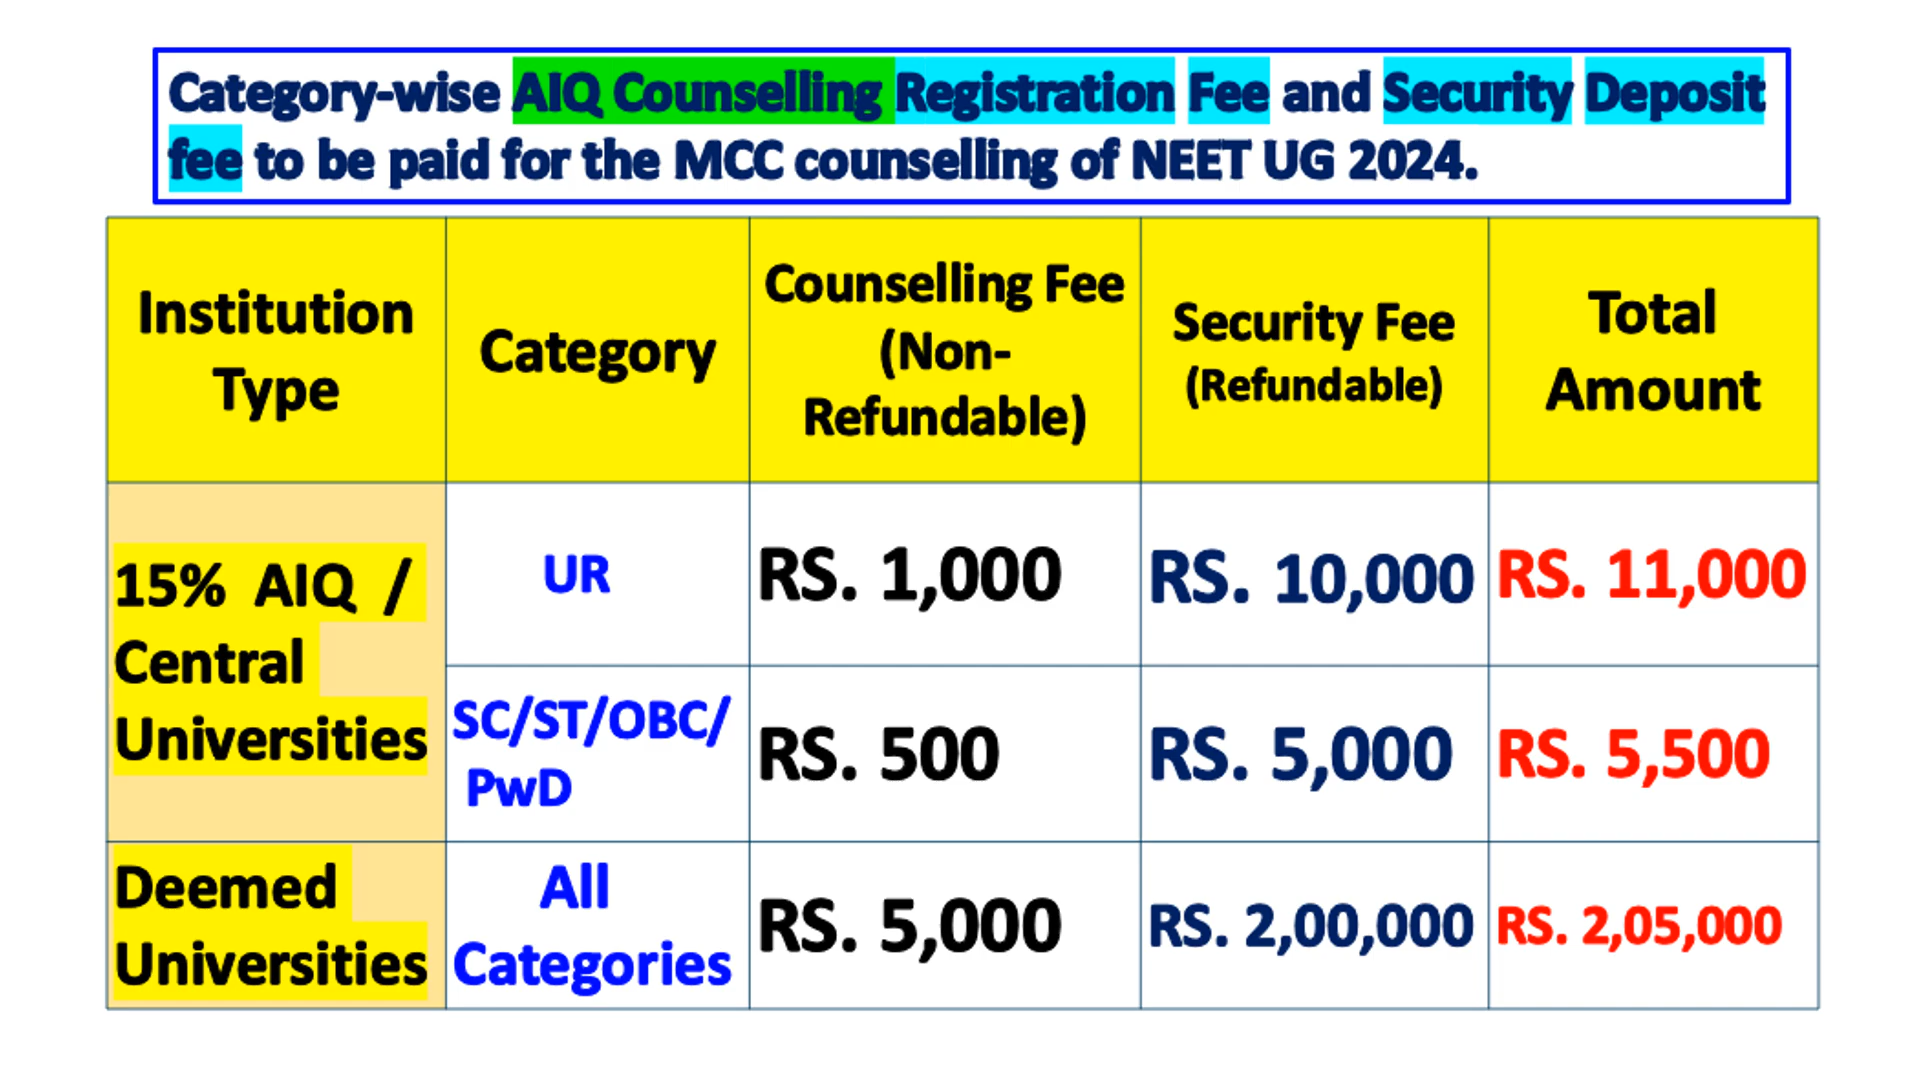 Category-wise AIQ Counselling Registration Fee and Security Deposit
fee to be paid for the MCC counselling of NEET UG 2024.
Institution
Type
Category
Counselling Fee
(Non-
Refundable)
Security Fee
(Refundable)
Total
Amount
15% AIQ /
Central
Universities
UR
RS. 1,000
RS. 10,000
RS. 11,000
SC/ST/OBC/
PwD
RS. 500
RS. 5,000
RS. 5,500
Deemed
Universities
All
Categories
RS. 5,000
RS. 2,00,000
RS. 2,05,000